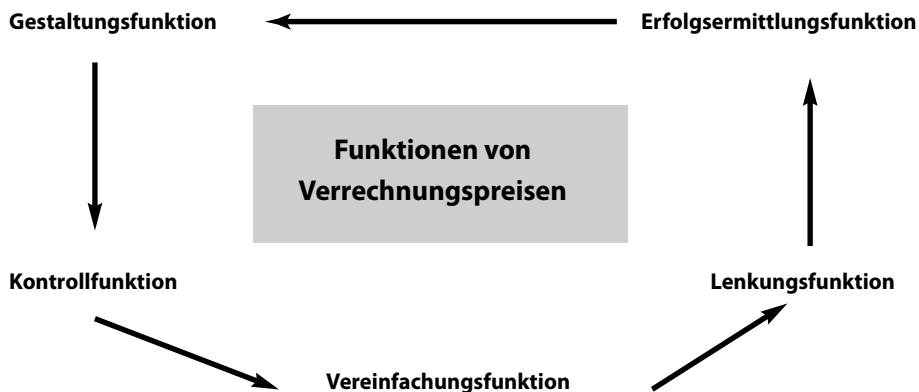 Gestaltungsfunktion
Erfolgsermittlungsfunktion
Funktionen von
Verrechnungspreisen
Kontrollfunktion
Lenkungsfunktion
Vereinfachungsfunktion